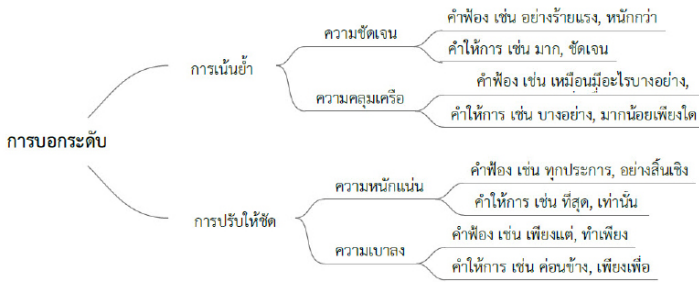 การบอกระดับ
การเน้นย้ำ
ความชัดเจน
คำฟ้อง เช่น อย่างร้ายแรง, หนักกว่า
คำให้การ เช่น มาก, ชัดเจน
ความคลุมเครือ
คำฟ้อง เช่น เหมือนมีอะไรบางอย่าง,
คำให้การ เช่น บางอย่าง, มากน้อยเพียงใด
การปรับให้ชัด
ความหนักแน่น
คำฟ้อง เช่น ทุกประการ, อย่างสิ้นเชิง
คำให้การ เช่น ที่สุด, เท่านั้น
ความเบาลง
คำฟ้อง เช่น เพียงแต่, ทำเพียง
คำให้การ เช่น ค่อนข้าง, เพียงเพื่อ